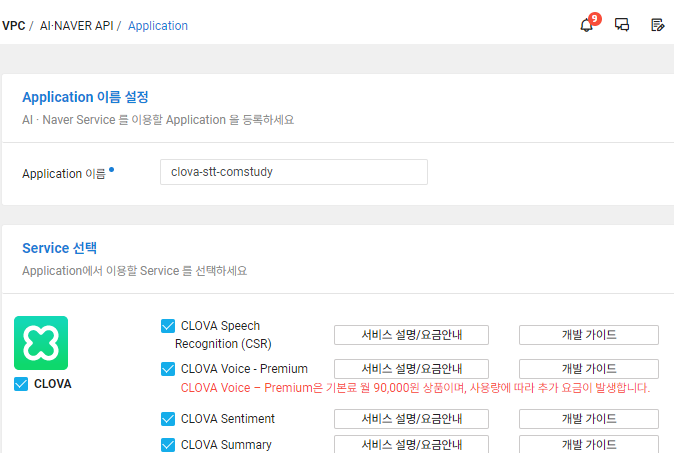 VPC / AI·NAVER API / Application
9
Application 이름 설정
AI · Naver Service 를 이용할 Application 을 등록하세요
Application 이름
clova-stt-comstudy
Service 선택
Application에서 이용할 Service 를 선택하세요
CLOVA
CLOVA Speech
Recognition (CSR)
서비스 설명/요금안내
개발 가이드
CLOVA Voice - Premium
서비스 설명/요금안내
개발 가이드
CLOVA Voice – Premium은 기본료 월 90,000원 상품이며, 사용량에 따라 추가 요금이 발생합니다.
CLOVA Sentiment
서비스 설명/요금안내
개발 가이드
CLOVA Summary
서비스 설명/요금안내
개발 가이드